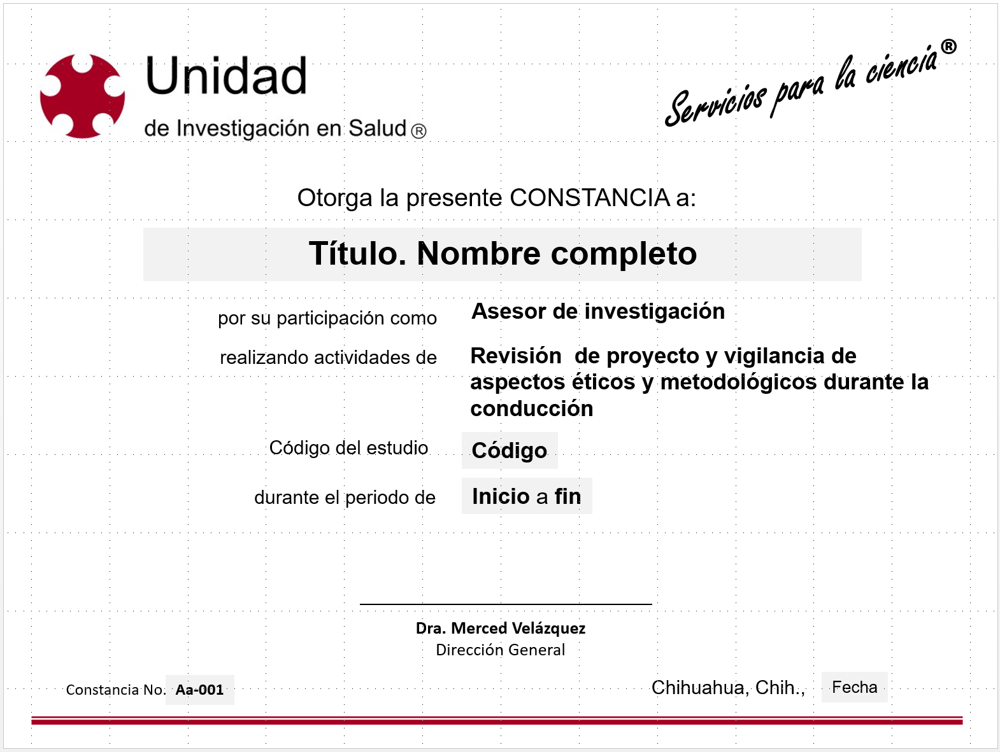 Unidad
de Investigación en Salud ®
Servicios para la ciencia®
Otorga la presente CONSTANCIA a:
Título. Nombre completo
por su participación como
Asesor de investigación
realizando actividades de
Revisión  de proyecto y vigilancia de
aspectos éticos y metodológicos durante la
conducción
Código del estudio
Código
durante el periodo de
Inicio a fin
Dra. Merced Velázquez
Dirección General
Constancia No. Aa-001
Chihuahua, Chih., Fecha